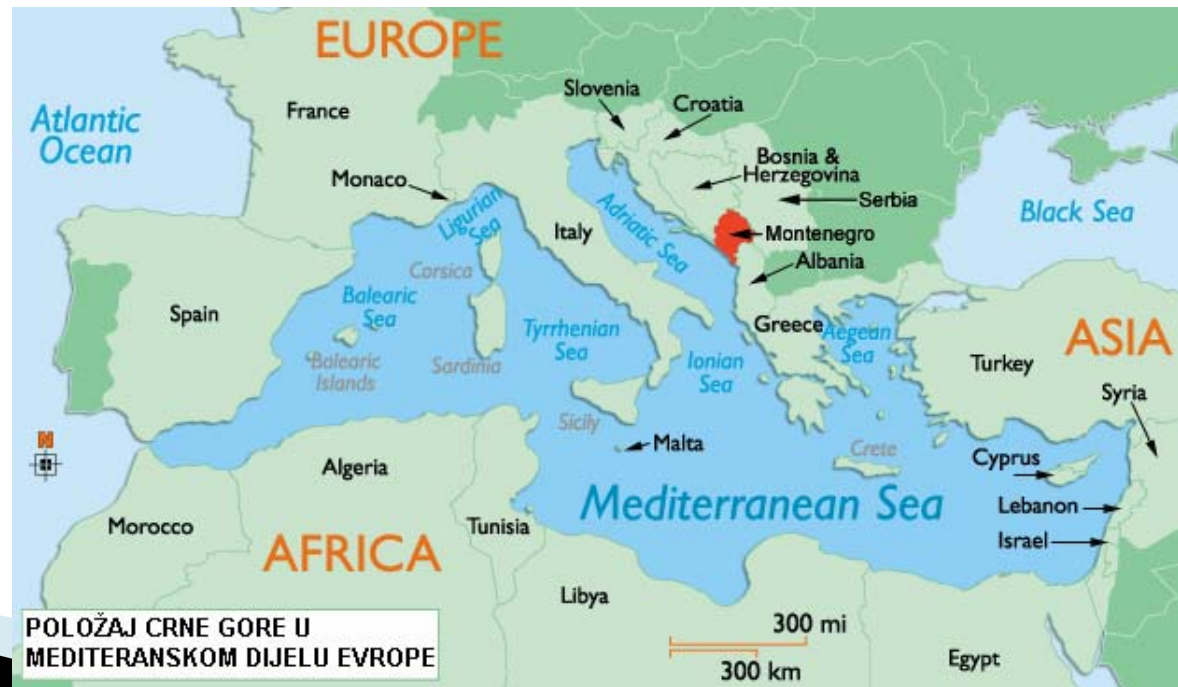 EUROPE
Slovenia
Croatia
France
Atlantic
Ocean
Bosnia &
Herzegovina
Monaco
Serbia
Ligurian
Sea
Adriatic Sea
Black Sea
Italy
Montenegro
Corsica
Albania
Spain
Balearic
Sea
Tyrrhenian
Sea
Greece
Aegean
Sea
ASIA
Balearic
Islands
Sardinia
Ionian
Sea
Turkey
Syria
Sicily
N
Malta
Crete
Cyprus
Algeria
Mediterranean Sea
Lebanon
Morocco
Tunisia
Israel
AFRICA
Libya
300 mi
300 km
Egypt
POLOŽAJ CRNE GORE U
MEDITERANSKOM DIJELU EVROPE